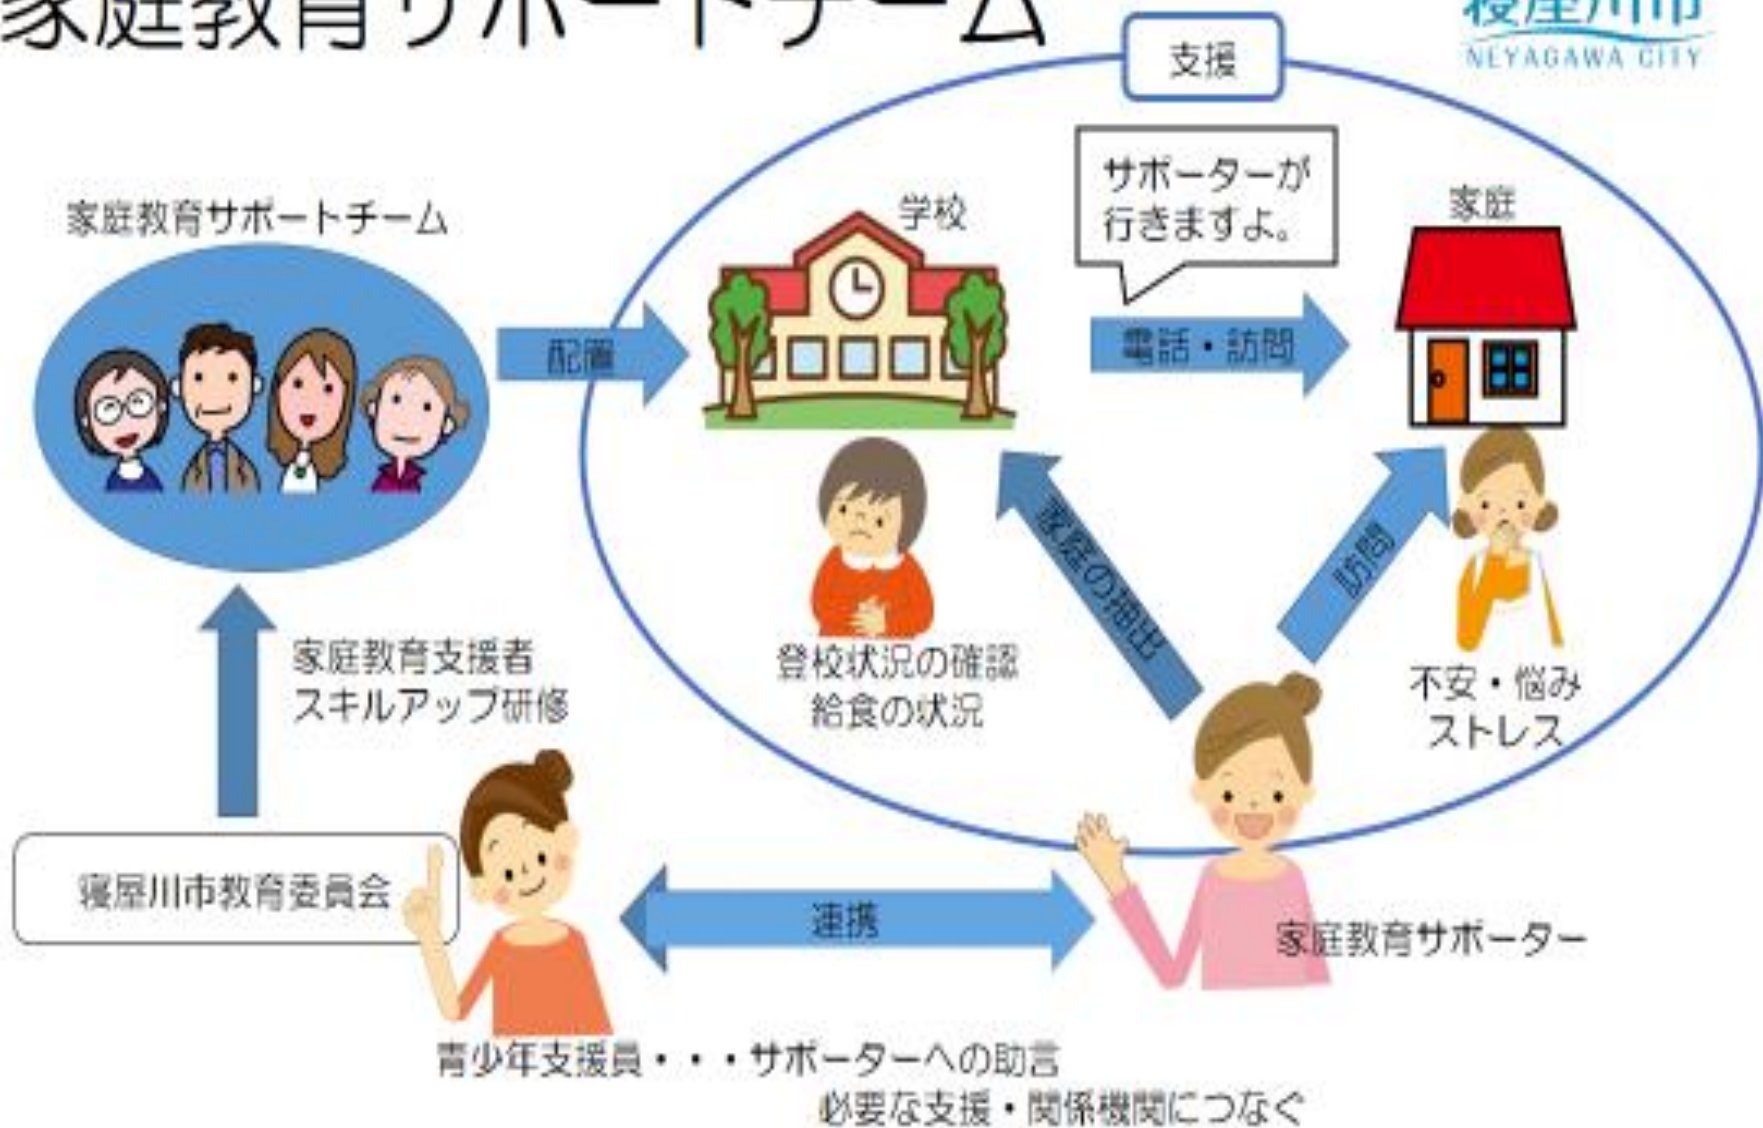 家庭教育サポートチーム
寝屋川市
NEYAGAWA CITY
支援
サポーターが
行きますよ。
家庭教育サポートチーム
学校
家庭
配置
電話・訪問
家庭の抽出
訪問
登校状況の確認
給食の状況
不安・悩み
ストレス
家庭教育支援者
スキルアップ研修
寝屋川市教育委員会
連携
家庭教育サポーター
青少年支援員・・・サポーターへの助言
必要な支援・関係機関につなぐ